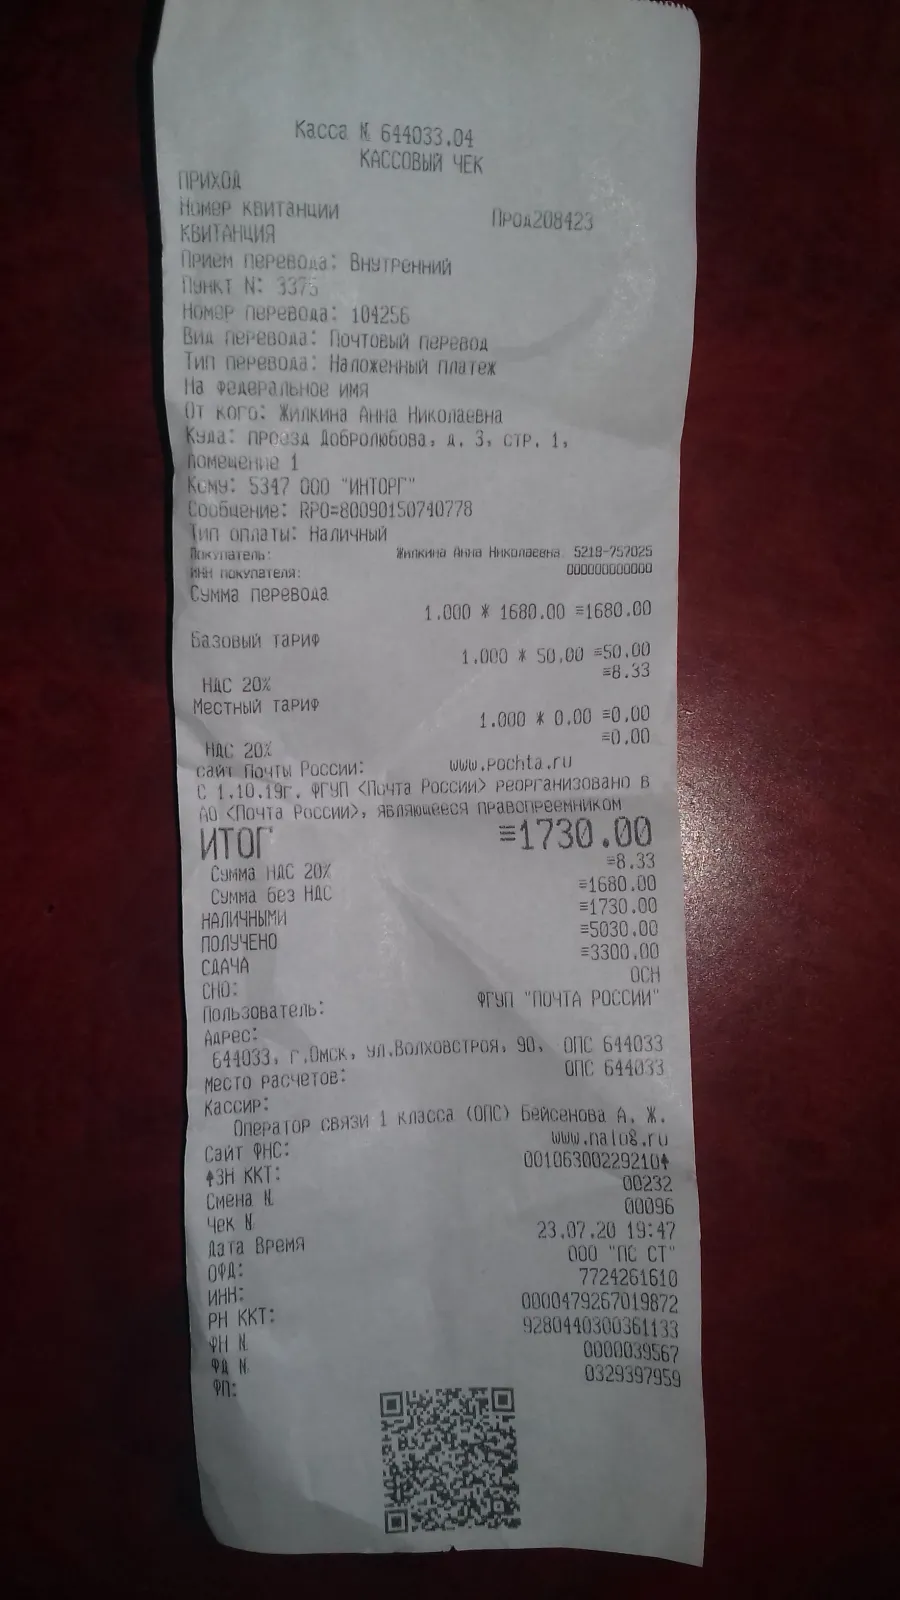 Касса № 644033.04
КАССОВЫЙ ЧЕК
ПРИХОД
Номер квитанции Прод208423
КВИТАНЦИЯ
Прием перевода: Внутренний
Пункт N: 3375
Номер перевода: 104256
Вид перевода: Почтовый перевод
Тип перевода: Наложенный платеж
На федеральное имя
От кого: Жилкина Анна Николаевна
Куда: проезд Добролюбова, д. 3, стр. 1,
помещение 1
Кому: 5347 ООО "ИНТОРГ"
Сообщение: RPO=80090150740778
Тип оплаты: Наличный
Покупатель: Жилкина Анна Николаевна 5219-757025
ИНН покупателя: 000000000000
Сумма перевода
1.000 * 1680.00 ≡1680.00
Базовый тариф
1.000 * 50.00 ≡50.00
НДС 20% ≡8.33
Местный тариф
1.000 * 0.00 ≡0.00
НДС 20% ≡0.00
сайт Почты России: www.pochta.ru
С 1.10.19г. ФГУП <Почта России> реорганизовано в
АО <Почта России>, являющееся правопреемником
ИТОГ ≡1730.00
Сумма НДС 20% ≡8.33
Сумма без НДС ≡1680.00
НАЛИЧНЫМИ ≡1730.00
ПОЛУЧЕНО ≡5030.00
СДАЧА ≡3300.00
СНО: ОСН
Пользователь: ФГУП "ПОЧТА РОССИИ"
Адрес:
644033, г.Омск, ул.Волховстроя, 90, ОПС 644033
Место расчетов: ОПС 644033
Кассир:
Оператор связи 1 класса (ОПС) Бейсенова А. Ж.
Сайт ФНС: www.nalog.ru
↑ЗН ККТ: 00106300229210↑
Смена № 00232
Чек № 00096
Дата Время 23.07.20 19:47
ОФД: ООО "ПС СТ"
ИНН: 7724261610
РН ККТ: 0000479267019872
ФН № 9280440300361133
ФД № 0000039567
ФП: 0329397959